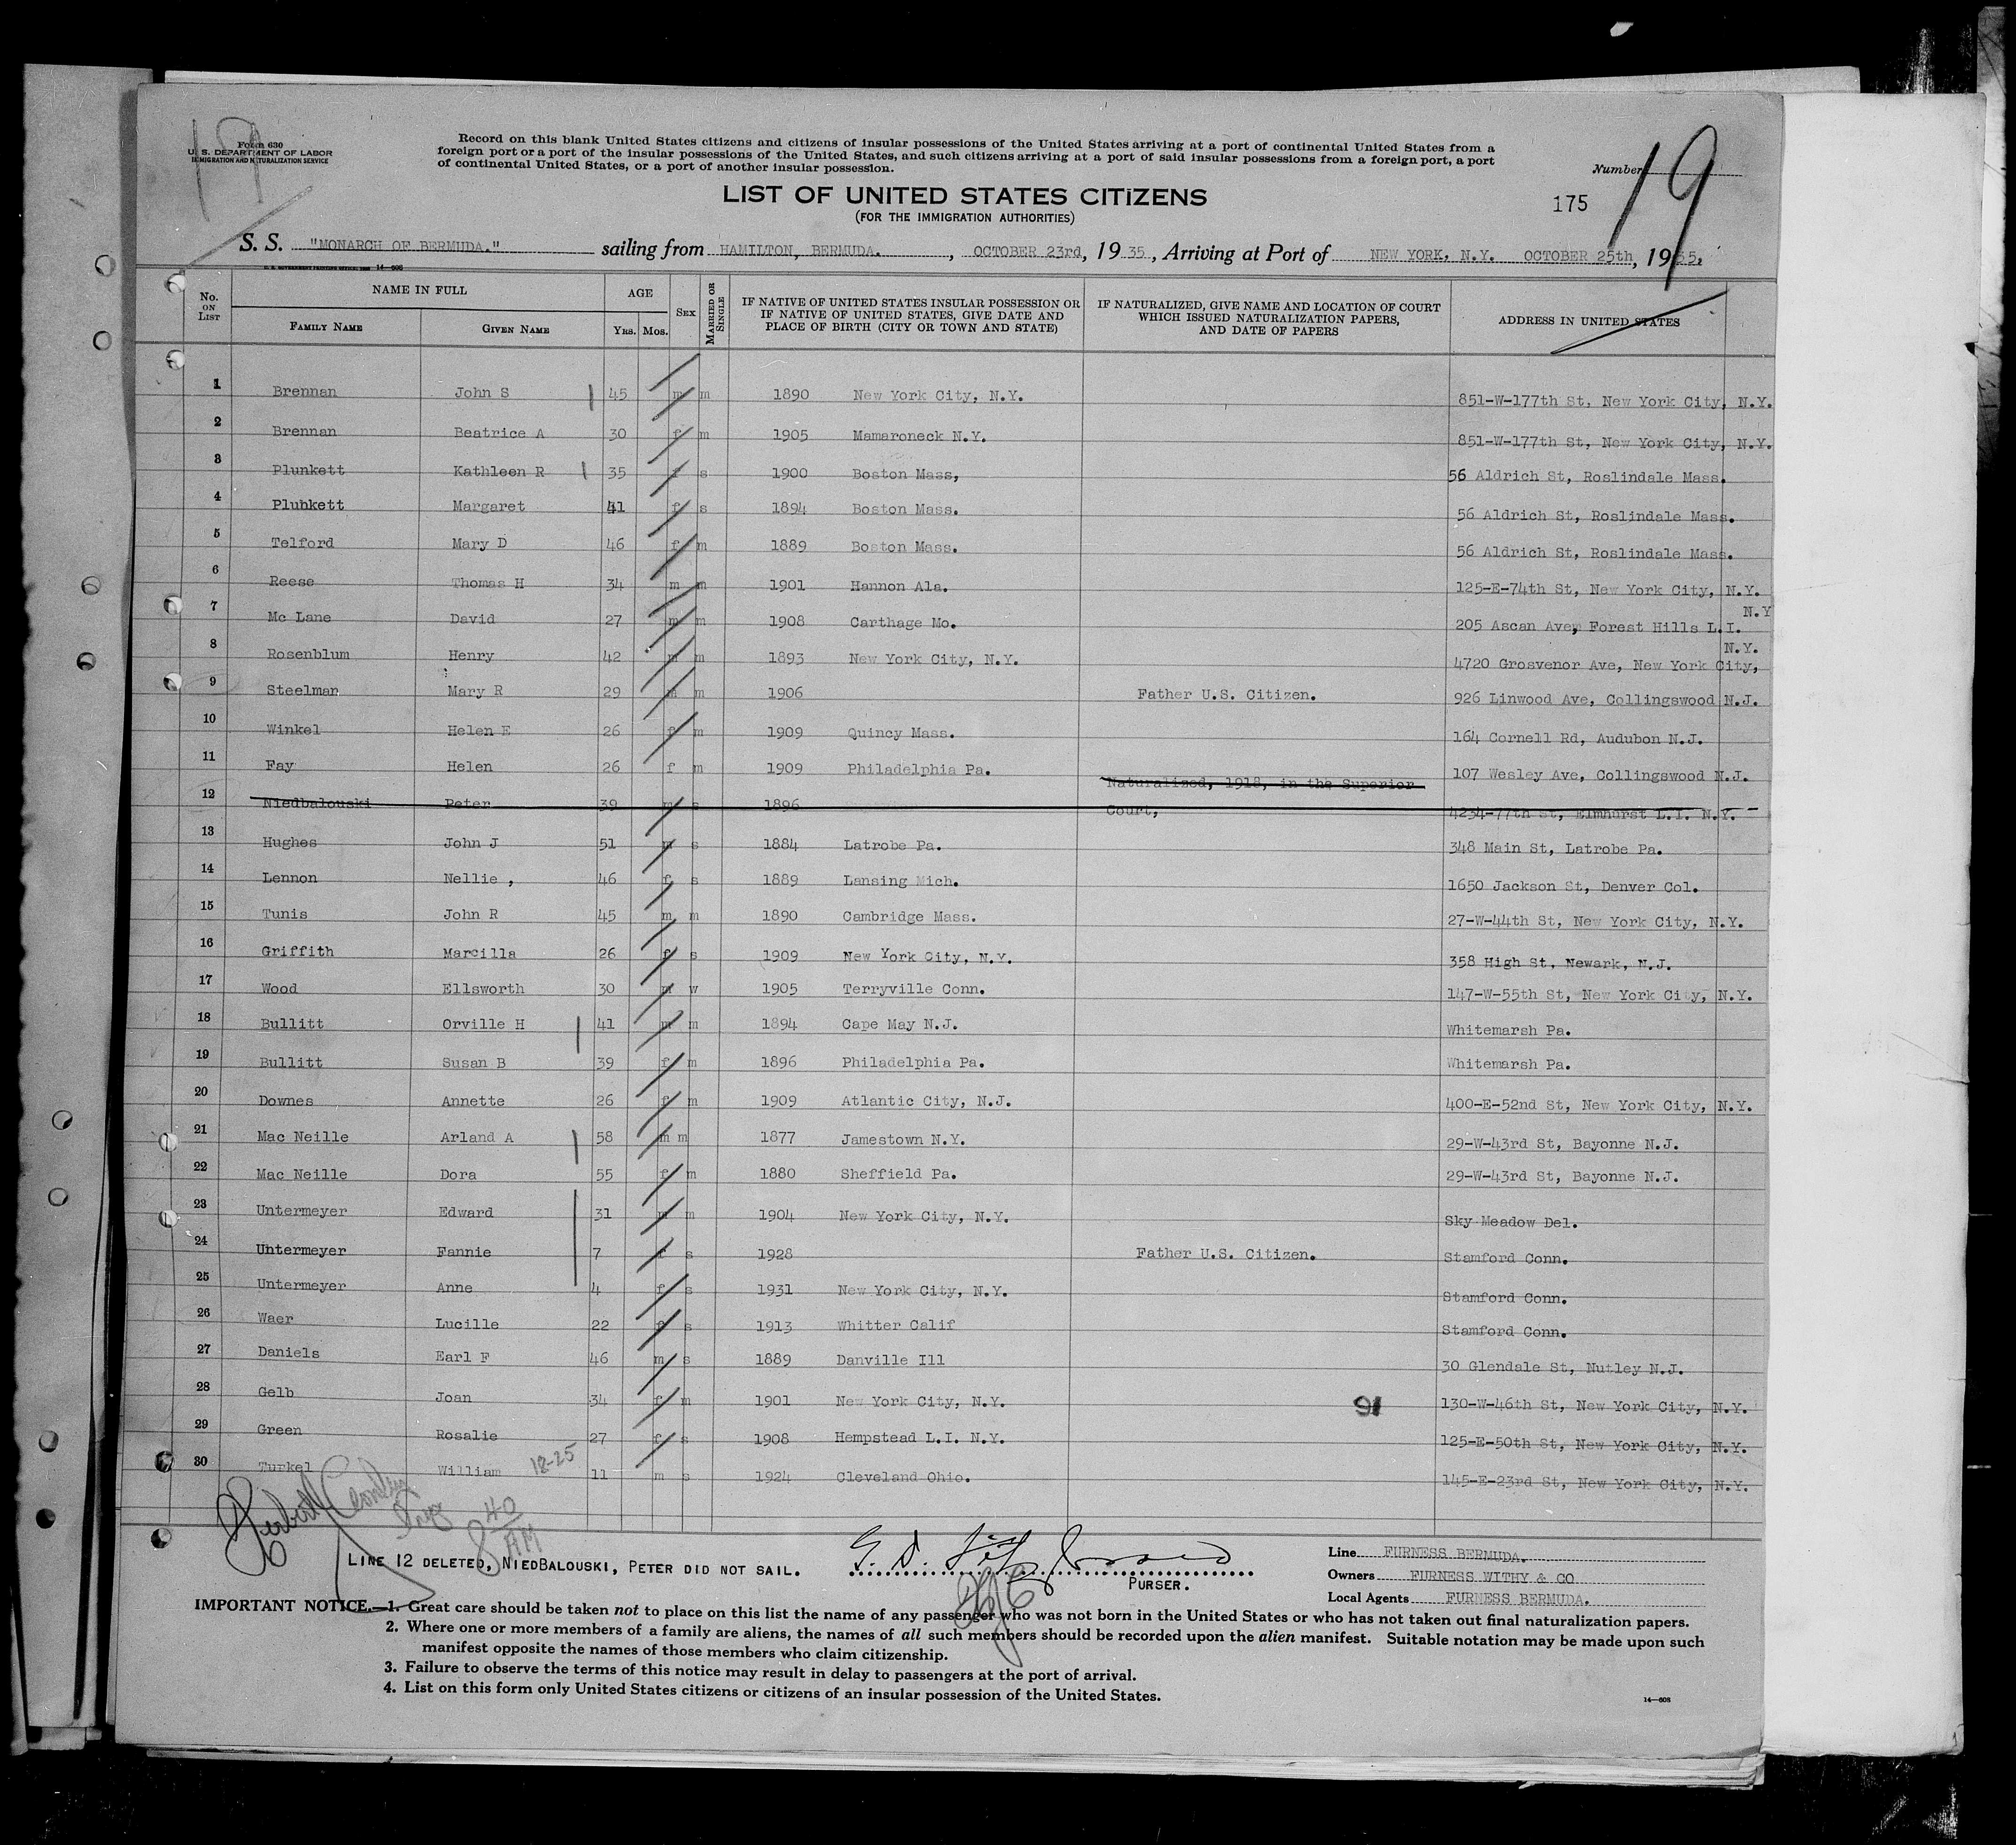 19
Form 630
U. S. DEPARTMENT OF LABOR
IMMIGRATION AND NATURALIZATION SERVICE
Record on this blank United States citizens and citizens of insular possessions of the United States arriving at a port of continental United States from a
foreign port or a port of the insular possessions of the United States, and such citizens arriving at a port of said insular possessions from a foreign port, a port
of continental United States, or a port of another insular possession.
Number 19
LIST OF UNITED STATES CITIZENS
(FOR THE IMMIGRATION AUTHORITIES)
175
S. S. "MONARCH OF BERMUDA." sailing from HAMILTON, BERMUDA. , OCTOBER 23rd, 1935, Arriving at Port of NEW YORK, N.Y. OCTOBER 25th, 1935.
14-608
No. ON LIST NAME IN FULL FAMILY NAME GIVEN NAME AGE YRS. MOS. SEX MARRIED OR SINGLE IF NATIVE OF UNITED STATES INSULAR POSSESSION OR IF NATIVE OF UNITED STATES, GIVE DATE AND PLACE OF BIRTH (CITY OR TOWN AND STATE) IF NATURALIZED, GIVE NAME AND LOCATION OF COURT WHICH ISSUED NATURALIZATION PAPERS, AND DATE OF PAPERS ADDRESS IN UNITED STATES
1 Brennan John S 45 m m 1890 New York City, N.Y. 851-W-177th St, New York City, N.Y.
2 Brennan Beatrice A 30 f m 1905 Mamaroneck N.Y. 851-W-177th St, New York City, N.Y.
3 Plunkett Kathleen R 35 f s 1900 Boston Mass, 56 Aldrich St, Roslindale Mass.
4 Plunkett Margaret 41 f s 1894 Boston Mass. 56 Aldrich St, Roslindale Mass.
5 Telford Mary D 46 f m 1889 Boston Mass. 56 Aldrich St, Roslindale Mass.
6 Reese Thomas H 34 m m 1901 Hannon Ala. 125-E-74th St, New York City, N.Y.
7 Mc Lane David 27 m m 1908 Carthage Mo. 205 Ascan Ave, Forest Hills L.I. N.Y
8 Rosenblum Henry 42 m m 1893 New York City, N.Y. 4720 Grosvenor Ave, New York City, N.Y.
9 Steelman Mary R 29 m m 1906 Father U.S. Citizen. 926 Linwood Ave, Collingswood N.J.
10 Winkel Helen E 26 f m 1909 Quincy Mass. 164 Cornell Rd, Audubon N.J.
11 Fay Helen 26 f m 1909 Philadelphia Pa. 107 Wesley Ave, Collingswood N.J.
12 Niedbalouski Peter 39 m s 1896 Naturalized, 1918, in the Superior Court, 4234-77th St, Elmhurst L.I. N.Y.
13 Hughes John J 51 m s 1884 Latrobe Pa. 348 Main St, Latrobe Pa.
14 Lennon Nellie , 46 f s 1889 Lansing Mich. 1650 Jackson St, Denver Col.
15 Tunis John R 45 m m 1890 Cambridge Mass. 27-W-44th St, New York City, N.Y.
16 Griffith Marcilla 26 f s 1909 New York City, N.Y. 358 High St, Newark, N.J.
17 Wood Ellsworth 30 m w 1905 Terryville Conn. 147-W-55th St, New York City, N.Y.
18 Bullitt Orville H 41 m m 1894 Cape May N.J. Whitemarsh Pa.
19 Bullitt Susan B 39 f m 1896 Philadelphia Pa. Whitemarsh Pa.
20 Downes Annette 26 f m 1909 Atlantic City, N.J. 400-E-52nd St, New York City, N.Y.
21 Mac Neille Arland A 58 m m 1877 Jamestown N.Y. 29-W-43rd St, Bayonne N.J.
22 Mac Neille Dora 55 f m 1880 Sheffield Pa. 29-W-43rd St, Bayonne N.J.
23 Untermeyer Edward 31 m m 1904 New York City, N.Y. Sky Meadow Del.
24 Untermeyer Fannie 7 f s 1928 Father U.S. Citizen. Stamford Conn.
25 Untermeyer Anne 4 f s 1931 New York City, N.Y. Stamford Conn.
26 Waer Lucille 22 f s 1913 Whitter Calif Stamford Conn.
27 Daniels Earl F 46 m s 1889 Danville Ill 30 Glendale St, Nutley N.J.
28 Gelb Joan 34 f m 1901 New York City, N.Y. 91 130-W-46th St, New York City, N.Y.
29 Green Rosalie 27 f s 1908 Hempstead L.I. N.Y. 125-E-50th St, New York City, N.Y.
30 Turkel William 11 m s 1924 Cleveland Ohio. 145-E-23rd St, New York City, N.Y.
18-25
8 40 AM
LINE 12 DELETED, NIEDBALOUSKI, PETER DID NOT SAIL.
PURSER.
Line FURNESS BERMUDA.
Owners FURNESS WITHY & CO
Local Agents FURNESS BERMUDA.
IMPORTANT NOTICE.—1. Great care should be taken not to place on this list the name of any passenger who was not born in the United States or who has not taken out final naturalization papers.
2. Where one or more members of a family are aliens, the names of all such members should be recorded upon the alien manifest. Suitable notation may be made upon such
manifest opposite the names of those members who claim citizenship.
3. Failure to observe the terms of this notice may result in delay to passengers at the port of arrival.
4. List on this form only United States citizens or citizens of an insular possession of the United States.
14—608